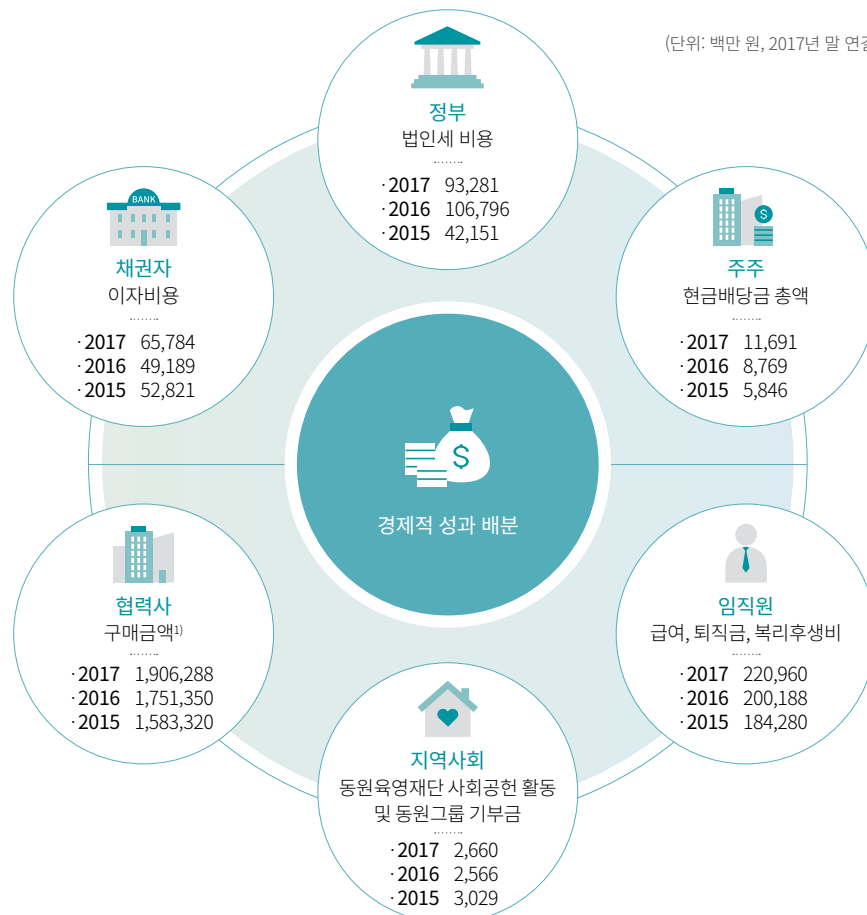 (단위: 백만 원, 2017년 말 연결
정부
법인세 비용
· 2017 93,281
· 2016 106,796
· 2015 42,151
BANK
채권자
이자비용
· 2017 65,784
· 2016 49,189
· 2015 52,821
$
주주
현금배당금 총액
· 2017 11,691
· 2016 8,769
· 2015 5,846
$
경제적 성과 배분
협력사
구매금액1)
· 2017 1,906,288
· 2016 1,751,350
· 2015 1,583,320
임직원
급여, 퇴직금, 복리후생비
· 2017 220,960
· 2016 200,188
· 2015 184,280
지역사회
동원육영재단 사회공헌 활동
및 동원그룹 기부금
· 2017 2,660
· 2016 2,566
· 2015 3,029